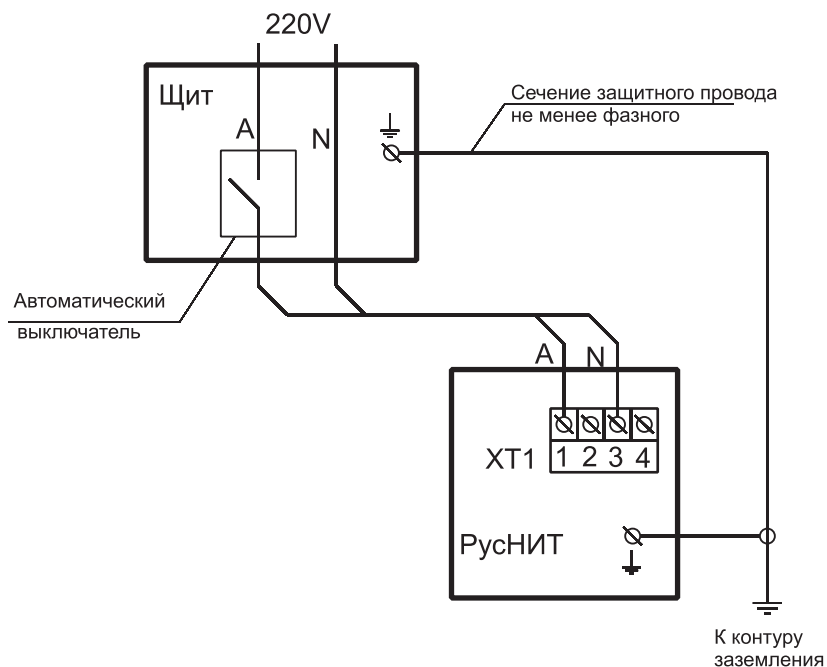 220V
Щит
Сечение защитного провода
не менее фазного
A
N
Автоматический
выключатель
A
N
XT1
1 2 3 4
РусНИТ
К контуру
заземления